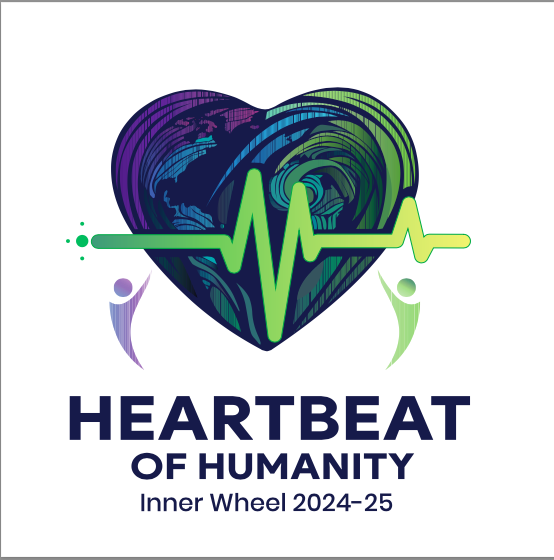 HEARTBEAT
OF HUMANITY
Inner Wheel 2024-25